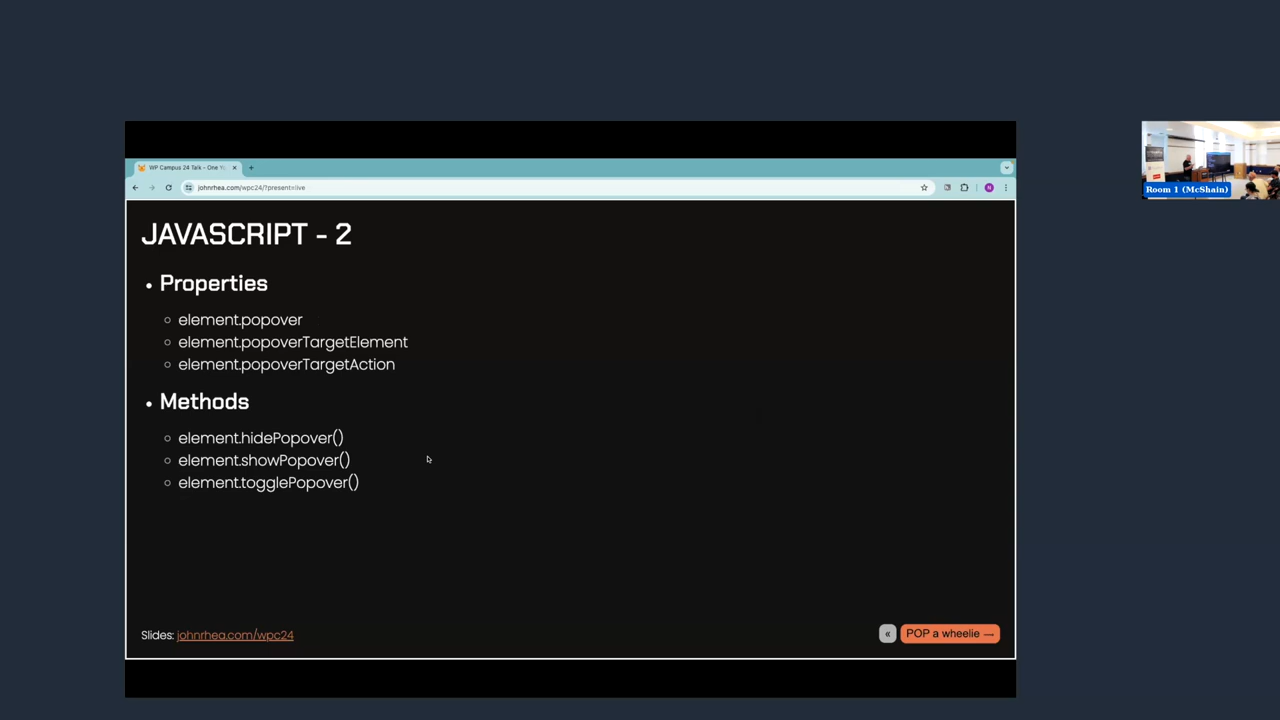 WP Campus 24 Talk - One
johnrhea.com/wpc24/?present=live
N
JAVASCRIPT - 2
Properties
element.popover
element.popoverTargetElement
element.popoverTargetAction
Methods
element.hidePopover()
element.showPopover()
element.togglePopover()
Slides: johnrhea.com/wpc24
« POP a wheelie →
Room 1 (McShain)